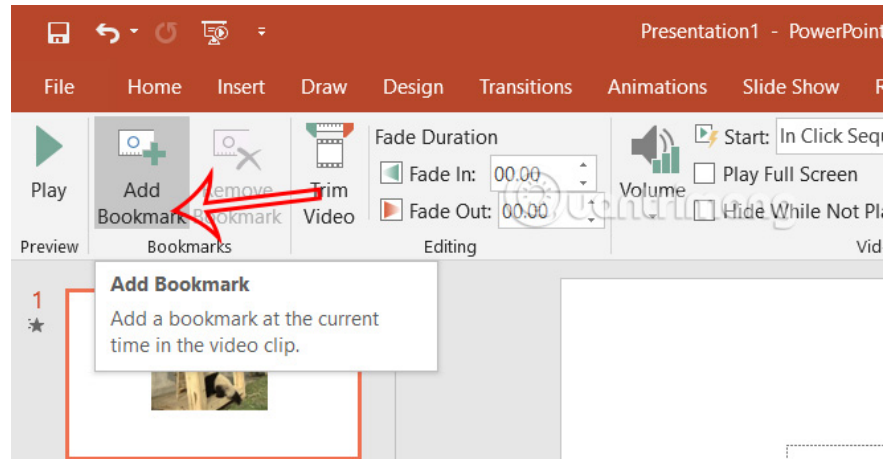 Presentation1 - PowerPoint
File Home Insert Draw Design Transitions Animations Slide Show R
Play
Add Bookmark
Remove Bookmark
Trim Video
Fade Duration
Fade In: 00.00
Fade Out: 00.00
Volume
Start: In Click Sequ
Play Full Screen
Hide While Not Pla
Preview Bookmarks Editing Vid
uantrimang
Add Bookmark
Add a bookmark at the current
time in the video clip.
1